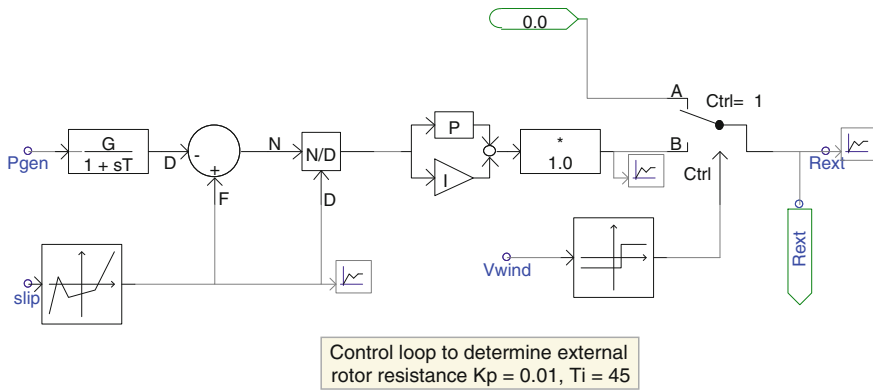 0.0
A
Ctrl= 1
G
1 + sT
Pgen
D
-
+
F
N
N/D
D
P
I
*
1.0
B
Ctrl
Rext
Rext
slip
Vwind
Control loop to determine external
rotor resistance Kp = 0.01, Ti = 45